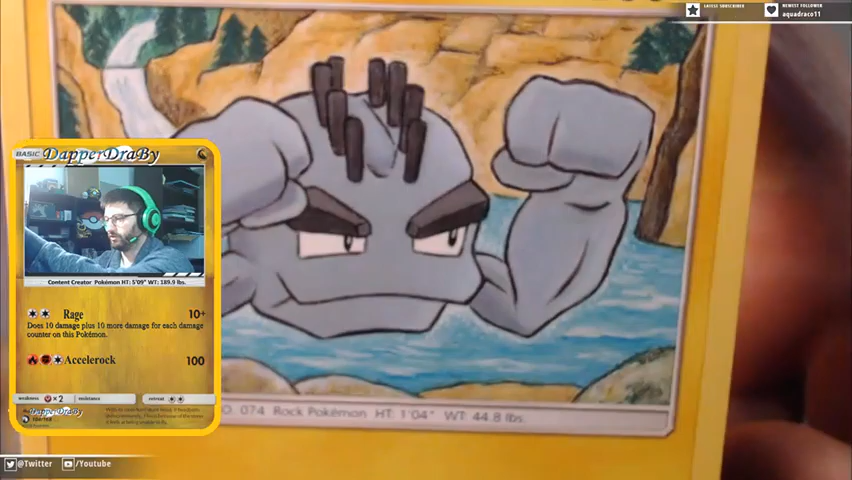 LATEST SUBSCRIBER
NEWEST FOLLOWER
aquadraco11
BASIC DapperDraBy
Content Creator Pokémon HT: 5'09" WT: 189.9 lbs.
Rage 10+
Does 10 damage plus 10 more damage for each damage
counter on this Pokémon.
Accelerock 100
weakness ×2 resistance retreat
DapperDraBy
O. 074 Rock Pokémon HT: 1'04" WT: 44.8 lbs.
@Twitter /Youtube